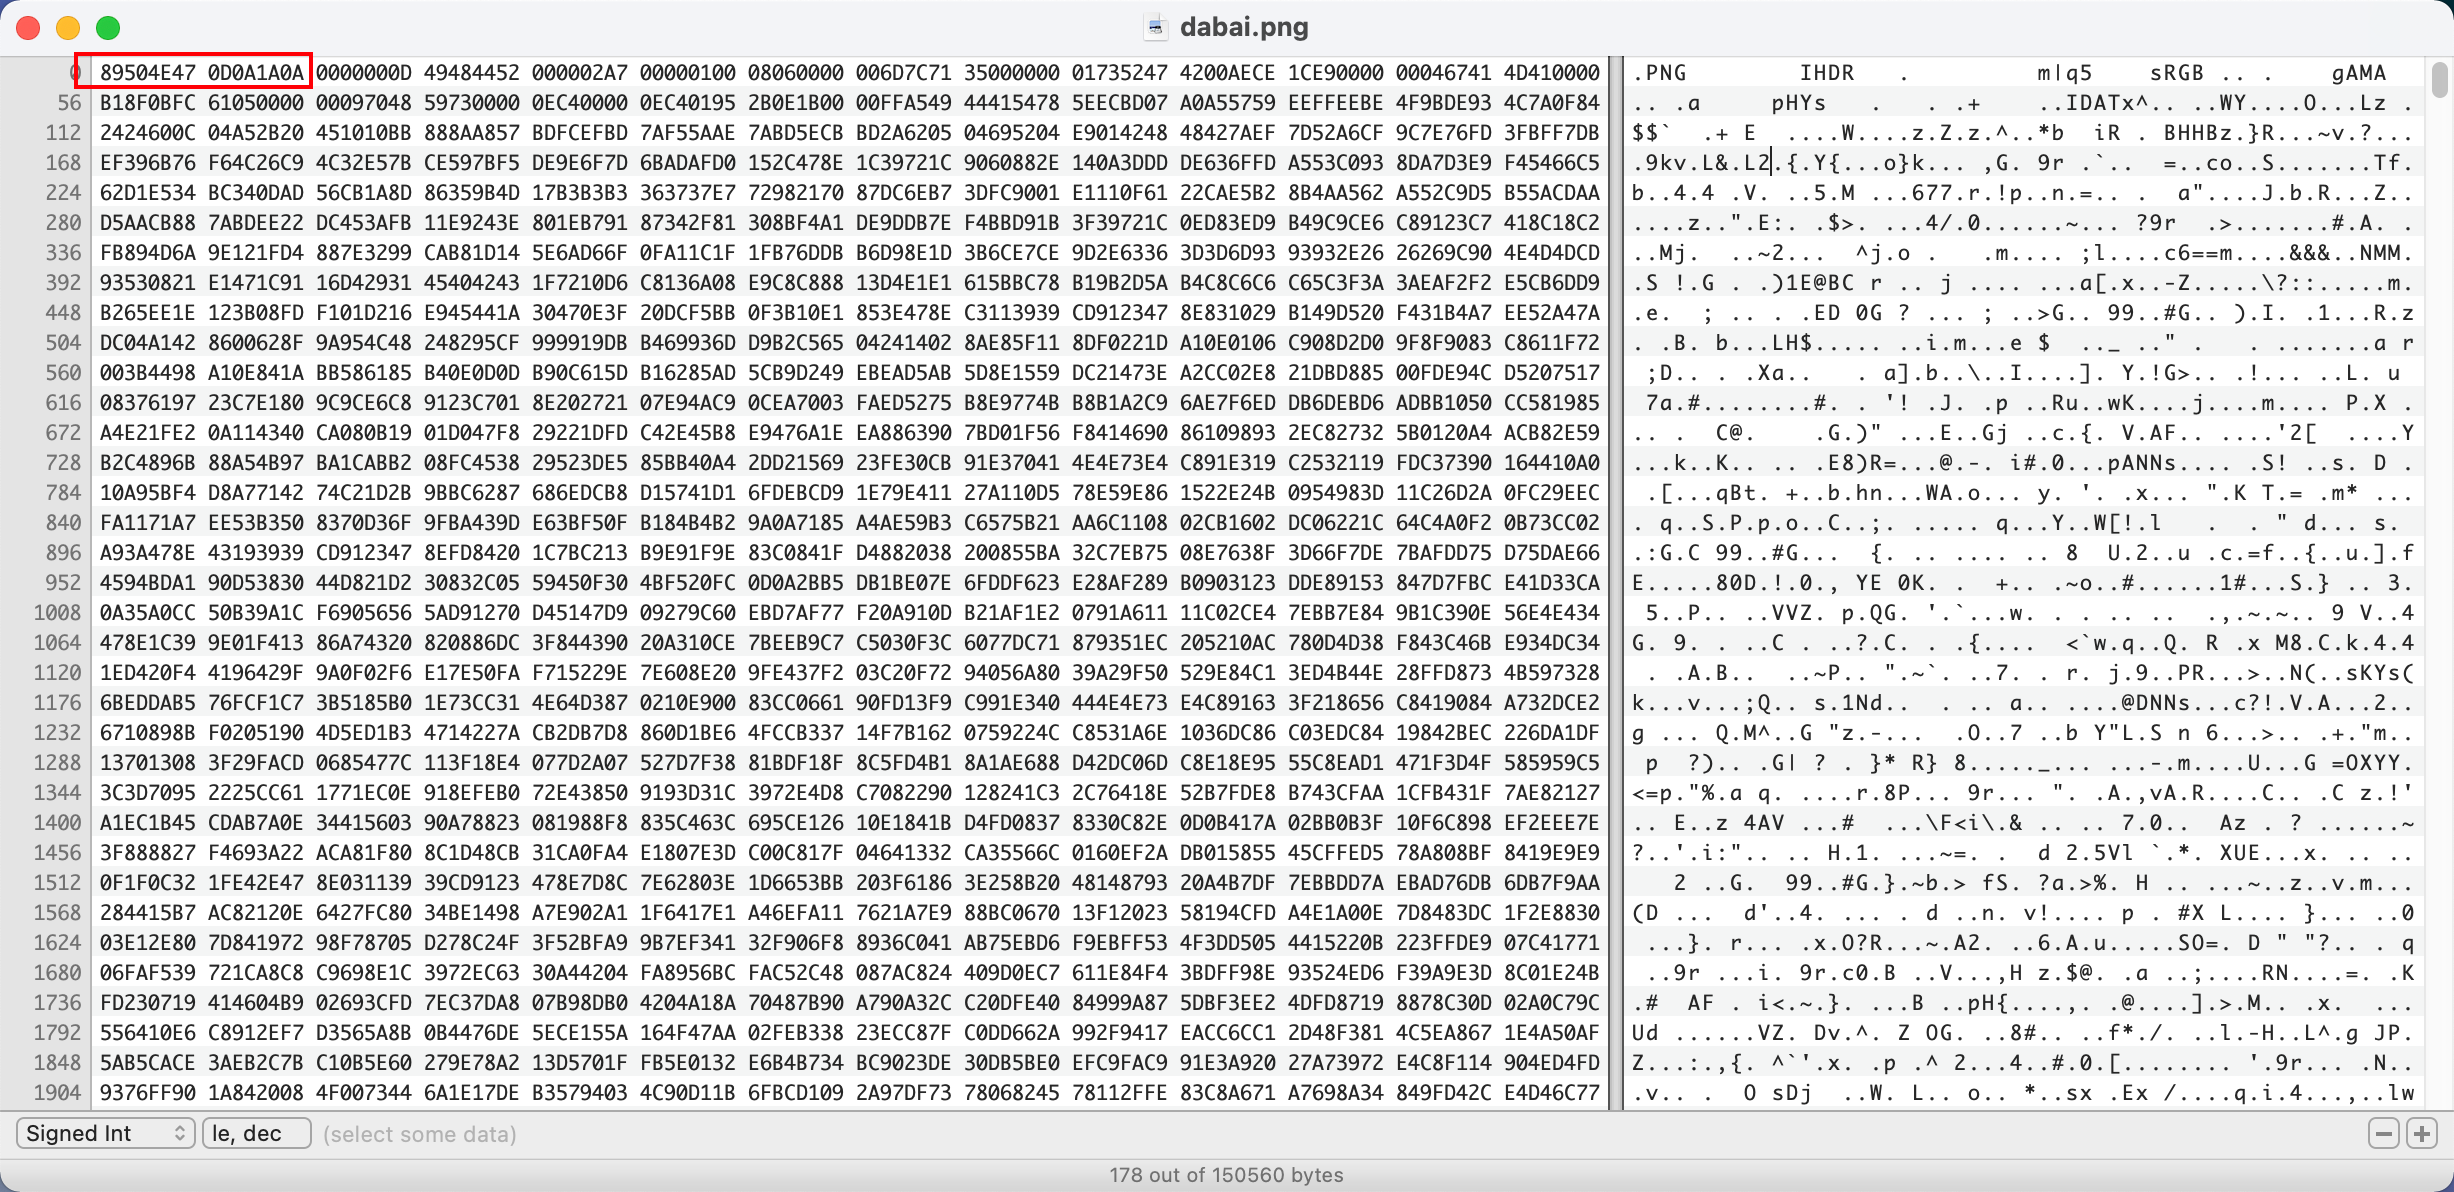 dabai.png
0 89504E47 0D0A1A0A 0000000D 49484452 000002A7 00000100 08060000 006D7C71 35000000 01735247 4200AECE 1CE90000 00046741 4D410000 .PNG IHDR . m|q5 sRGB .. . gAMA
56 B18F0BFC 61050000 00097048 59730000 0EC40000 0EC40195 2B0E1B00 00FFA549 44415478 5EECBD07 A0A55759 EEFFEEBE 4F9BDE93 4C7A0F84 .. .a pHYs . . .+ ..IDATx^.. ..WY....O...Lz .
112 2424600C 04A52B20 451010BB 888AA857 BDFCEFBD 7AF55AAE 7ABD5ECB BD2A6205 04695204 E9014248 48427AEF 7D52A6CF 9C7E76FD 3FBFF7DB $$` .+ E ....W....z.Z.z.^..*b iR . BHHBz.}R...~v.?...
168 EF396B76 F64C26C9 4C32E57B CE597BF5 DE9E6F7D 6BADAFD0 152C478E 1C39721C 9060882E 140A3DDD DE636FFD A553C093 8DA7D3E9 F45466C5 .9kv.L&.L2.{.Y{...o}k... ,G. 9r .`.. =..co..S.......Tf.
224 62D1E534 BC340DAD 56CB1A8D 86359B4D 17B3B3B3 363737E7 72982170 87DC6EB7 3DFC9001 E1110F61 22CAE5B2 8B4AA562 A552C9D5 B55ACDAA b..4.4 .V. ..5.M ...677.r.!p..n.=.. . a"....J.b.R...Z..
280 D5AACB88 7ABDEE22 DC453AFB 11E9243E 801EB791 87342F81 308BF4A1 DE9DDB7E F4BBD91B 3F39721C 0ED83ED9 B49C9CE6 C89123C7 418C18C2 ....z..".E:. .$>. ...4/.0......~... ?9r .>.......#.A. .
336 FB894D6A 9E121FD4 887E3299 CAB81D14 5E6AD66F 0FA11C1F 1FB76DDB B6D98E1D 3B6CE7CE 9D2E6336 3D3D6D93 93932E26 26269C90 4E4D4DCD ..Mj. ..~2... ^j.o . .m.... ;l....c6==m....&&&..NMM.
392 93530821 E1471C91 16D42931 45404243 1F7210D6 C8136A08 E9C8C888 13D4E1E1 615BBC78 B19B2D5A B4C8C6C6 C65C3F3A 3AEAF2F2 E5CB6DD9 .S !.G . .)1E@BC r .. j .... ...a[.x..-Z.....\?::.....m.
448 B265EE1E 123B08FD F101D216 E945441A 30470E3F 20DCF5BB 0F3B10E1 853E478E C3113939 CD912347 8E831029 B149D520 F431B4A7 EE52A47A .e. ; .. . .ED 0G ? ... ; ..>G.. 99..#G.. ).I. .1...R.z
504 DC04A142 8600628F 9A954C48 248295CF 999919DB B469936D D9B2C565 04241402 8AE85F11 8DF0221D A10E0106 C908D2D0 9F8F9083 C8611F72 . .B. b...LH$..... ..i.m...e $ .._ .." . . .......a r
560 003B4498 A10E841A BB586185 B40E0D0D B90C615D B16285AD 5CB9D249 EBEAD5AB 5D8E1559 DC21473E A2CC02E8 21DBD885 00FDE94C D5207517 ;D.. . .Xa.. . a].b..\..I....]. Y.!G>.. .!... ..L. u
616 08376197 23C7E180 9C9CE6C8 9123C701 8E202721 07E94AC9 0CEA7003 FAED5275 B8E9774B B8B1A2C9 6AE7F6ED DB6DEBD6 ADBB1050 CC581985 7a.#........#. . '! .J. .p ..Ru..wK....j....m.... P.X .
672 A4E21FE2 0A114340 CA080B19 01D047F8 29221DFD C42E45B8 E9476A1E EA886390 7BD01F56 F8414690 86109893 2EC82732 5B0120A4 ACB82E59 .. . C@. .G.)" ...E..Gj ..c.{. V.AF.. ....'2[ ....Y
728 B2C4896B 88A54B97 BA1CABB2 08FC4538 29523DE5 85BB40A4 2DD21569 23FE30CB 91E37041 4E4E73E4 C891E319 C2532119 FDC37390 164410A0 ...k..K.. .. .E8)R=...@.-. i#.0...pANNs.... .S! ..s. D .
784 10A95BF4 D8A77142 74C21D2B 9BBC6287 686EDCB8 D15741D1 6FDEBCD9 1E79E411 27A110D5 78E59E86 1522E24B 0954983D 11C26D2A 0FC29EEC .[...qBt. +..b.hn...WA.o... y. '. .x... ".K T.= .m* ...
840 FA1171A7 EE53B350 8370D36F 9FBA439D E63BF50F B184B4B2 9A0A7185 A4AE59B3 C6575B21 AA6C1108 02CB1602 DC06221C 64C4A0F2 0B73CC02 . q..S.P.p.o..C..;. ..... q...Y..W[!.l . . " d... s.
896 A93A478E 43193939 CD912347 8EFD8420 1C7BC213 B9E91F9E 83C0841F D4882038 200855BA 32C7EB75 08E7638F 3D66F7DE 7BAFDD75 D75DAE66 .:G.C 99..#G... {. ..... .. 8 U.2..u .c.=f..{..u.].f
952 4594BDA1 90D53830 44D821D2 30832C05 59450F30 4BF520FC 0D0A2BB5 DB1BE07E 6FDDF623 E28AF289 B0903123 DDE89153 847D7FBC E41D33CA E.....80D.!.0., YE 0K. . +.. .~o..#......1#...S.} .. 3.
1008 0A35A0CC 50B39A1C F6905656 5AD91270 D45147D9 09279C60 EBD7AF77 F20A910D B21AF1E2 0791A611 11C02CE4 7EBB7E84 9B1C390E 56E4E434 5..P.. ..VVZ. p.QG. '.`...w. . .. .. .. .,.~.~.. 9 V..4
1064 478E1C39 9E01F413 86A74320 820886DC 3F844390 20A310CE 7BEEB9C7 C5030F3C 6077DC71 879351EC 205210AC 780D4D38 F843C46B E934DC34 G. 9. . ..C . ..?.C. . .{.... <`w.q..Q. R .x M8.C.k.4.4
1120 1ED420F4 4196429F 9A0F02F6 E17E50FA F715229E 7E608E20 9FE437F2 03C20F72 94056A80 39A29F50 529E84C1 3ED4B44E 28FFD873 4B597328 . .A.B.. ..~P.. ".~`. ..7. . r. j.9..PR...>..N(..sKYs(
1176 6BEDDAB5 76FCF1C7 3B5185B0 1E73CC31 4E64D387 0210E900 83CC0661 90FD13F9 C991E340 444E4E73 E4C89163 3F218656 C8419084 A732DCE2 k...v...;Q.. s.1Nd.. . .. a.. ....@DNNs...c?!.V.A...2..
1232 6710898B F0205190 4D5ED1B3 4714227A CB2DB7D8 860D1BE6 4FCCB337 14F7B162 0759224C C8531A6E 1036DC86 C03EDC84 19842BEC 226DA1DF g ... Q.M^..G "z.-... .O..7 ..b Y"L.S n 6...>.. .+."m..
1288 13701308 3F29FACD 0685477C 113F18E4 077D2A07 527D7F38 81BDF18F 8C5FD4B1 8A1AE688 D42DC06D C8E18E95 55C8EAD1 471F3D4F 585959C5 p ?).. .G| ? . }* R} 8....._... ...-.m....U...G =OXYY.
1344 3C3D7095 2225CC61 1771EC0E 918EFEB0 72E43850 9193D31C 3972E4D8 C7082290 128241C3 2C76418E 52B7FDE8 B743CFAA 1CFB431F 7AE82127 <=p."%.a q. ....r.8P... 9r... ". .A.,vA.R....C.. .C z.!'
1400 A1EC1B45 CDAB7A0E 34415603 90A78823 081988F8 835C463C 695CE126 10E1841B D4FD0837 8330C82E 0D0B417A 02BB0B3F 10F6C898 EF2EEE7E .. E..z 4AV ...# ...\F<i\.& .. .. 7.0.. Az . ? ......~
1456 3F888827 F4693A22 ACA81F80 8C1D48CB 31CA0FA4 E1807E3D C00C817F 04641332 CA35566C 0160EF2A DB015855 45CFFED5 78A808BF 8419E9E9 ?..'.i:".. .. H.1. ...~=. . d 2.5Vl `.*. XUE...x. .. ..
1512 0F1F0C32 1FE42E47 8E031139 39CD9123 478E7D8C 7E62803E 1D6653BB 203F6186 3E258B20 48148793 20A4B7DF 7EBBDD7A EBAD76DB 6DB7F9AA 2 ..G. 99..#G.}.~b.> fS. ?a.>%. H .. ...~..z..v.m...
1568 284415B7 AC82120E 6427FC80 34BE1498 A7E902A1 1F6417E1 A46EFA11 7621A7E9 88BC0670 13F12023 58194CFD A4E1A00E 7D8483DC 1F2E8830 (D ... d'..4. ... . d ..n. v!.... p . #X L.... }... ..0
1624 03E12E80 7D841972 98F78705 D278C24F 3F52BFA9 9B7EF341 32F906F8 8936C041 AB75EBD6 F9EBFF53 4F3DD505 4415220B 223FFDE9 07C41771 ...}. r... .x.O?R...~.A2. ..6.A.u.....SO=. D " "?.. . q
1680 06FAF539 721CA8C8 C9698E1C 3972EC63 30A44204 FA8956BC FAC52C48 087AC824 409D0EC7 611E84F4 3BDFF98E 93524ED6 F39A9E3D 8C01E24B ..9r ...i. 9r.c0.B ..V...,H z.$@. .a ..;....RN....=. .K
1736 FD230719 414604B9 02693CFD 7EC37DA8 07B98DB0 4204A18A 70487B90 A790A32C C20DFE40 84999A87 5DBF3EE2 4DFD8719 8878C30D 02A0C79C .# AF . i<.~.}. ...B ..pH{....,. .@....].>.M... .x. ...
1792 556410E6 C8912EF7 D3565A8B 0B4476DE 5ECE155A 164F47AA 02FEB338 23ECC87F C0DD662A 992F9417 EACC6CC1 2D48F381 4C5EA867 1E4A50AF Ud ......VZ. Dv.^. Z OG. ..8#.. ..f*./. ..l.-H..L^.g JP.
1848 5AB5CACE 3AEB2C7B C10B5E60 279E78A2 13D5701F FB5E0132 E6B4B734 BC9023DE 30DB5BE0 EFC9FAC9 91E3A920 27A73972 E4C8F114 904ED4FD Z...:.,{. ^`'.x. .p .^ 2...4..#.0.[........ '.9r... .N..
1904 9376FF90 1A842008 4F007344 6A1E17DE B3579403 4C90D11B 6FBCD109 2A97DF73 78068245 78112FFE 83C8A671 A7698A34 849FD42C E4D46C77 .v.. . O sDj ..W. L.. o.. *..sx .Ex /....q.i.4...,..lw
Signed Int le, dec (select some data)
178 out of 150560 bytes